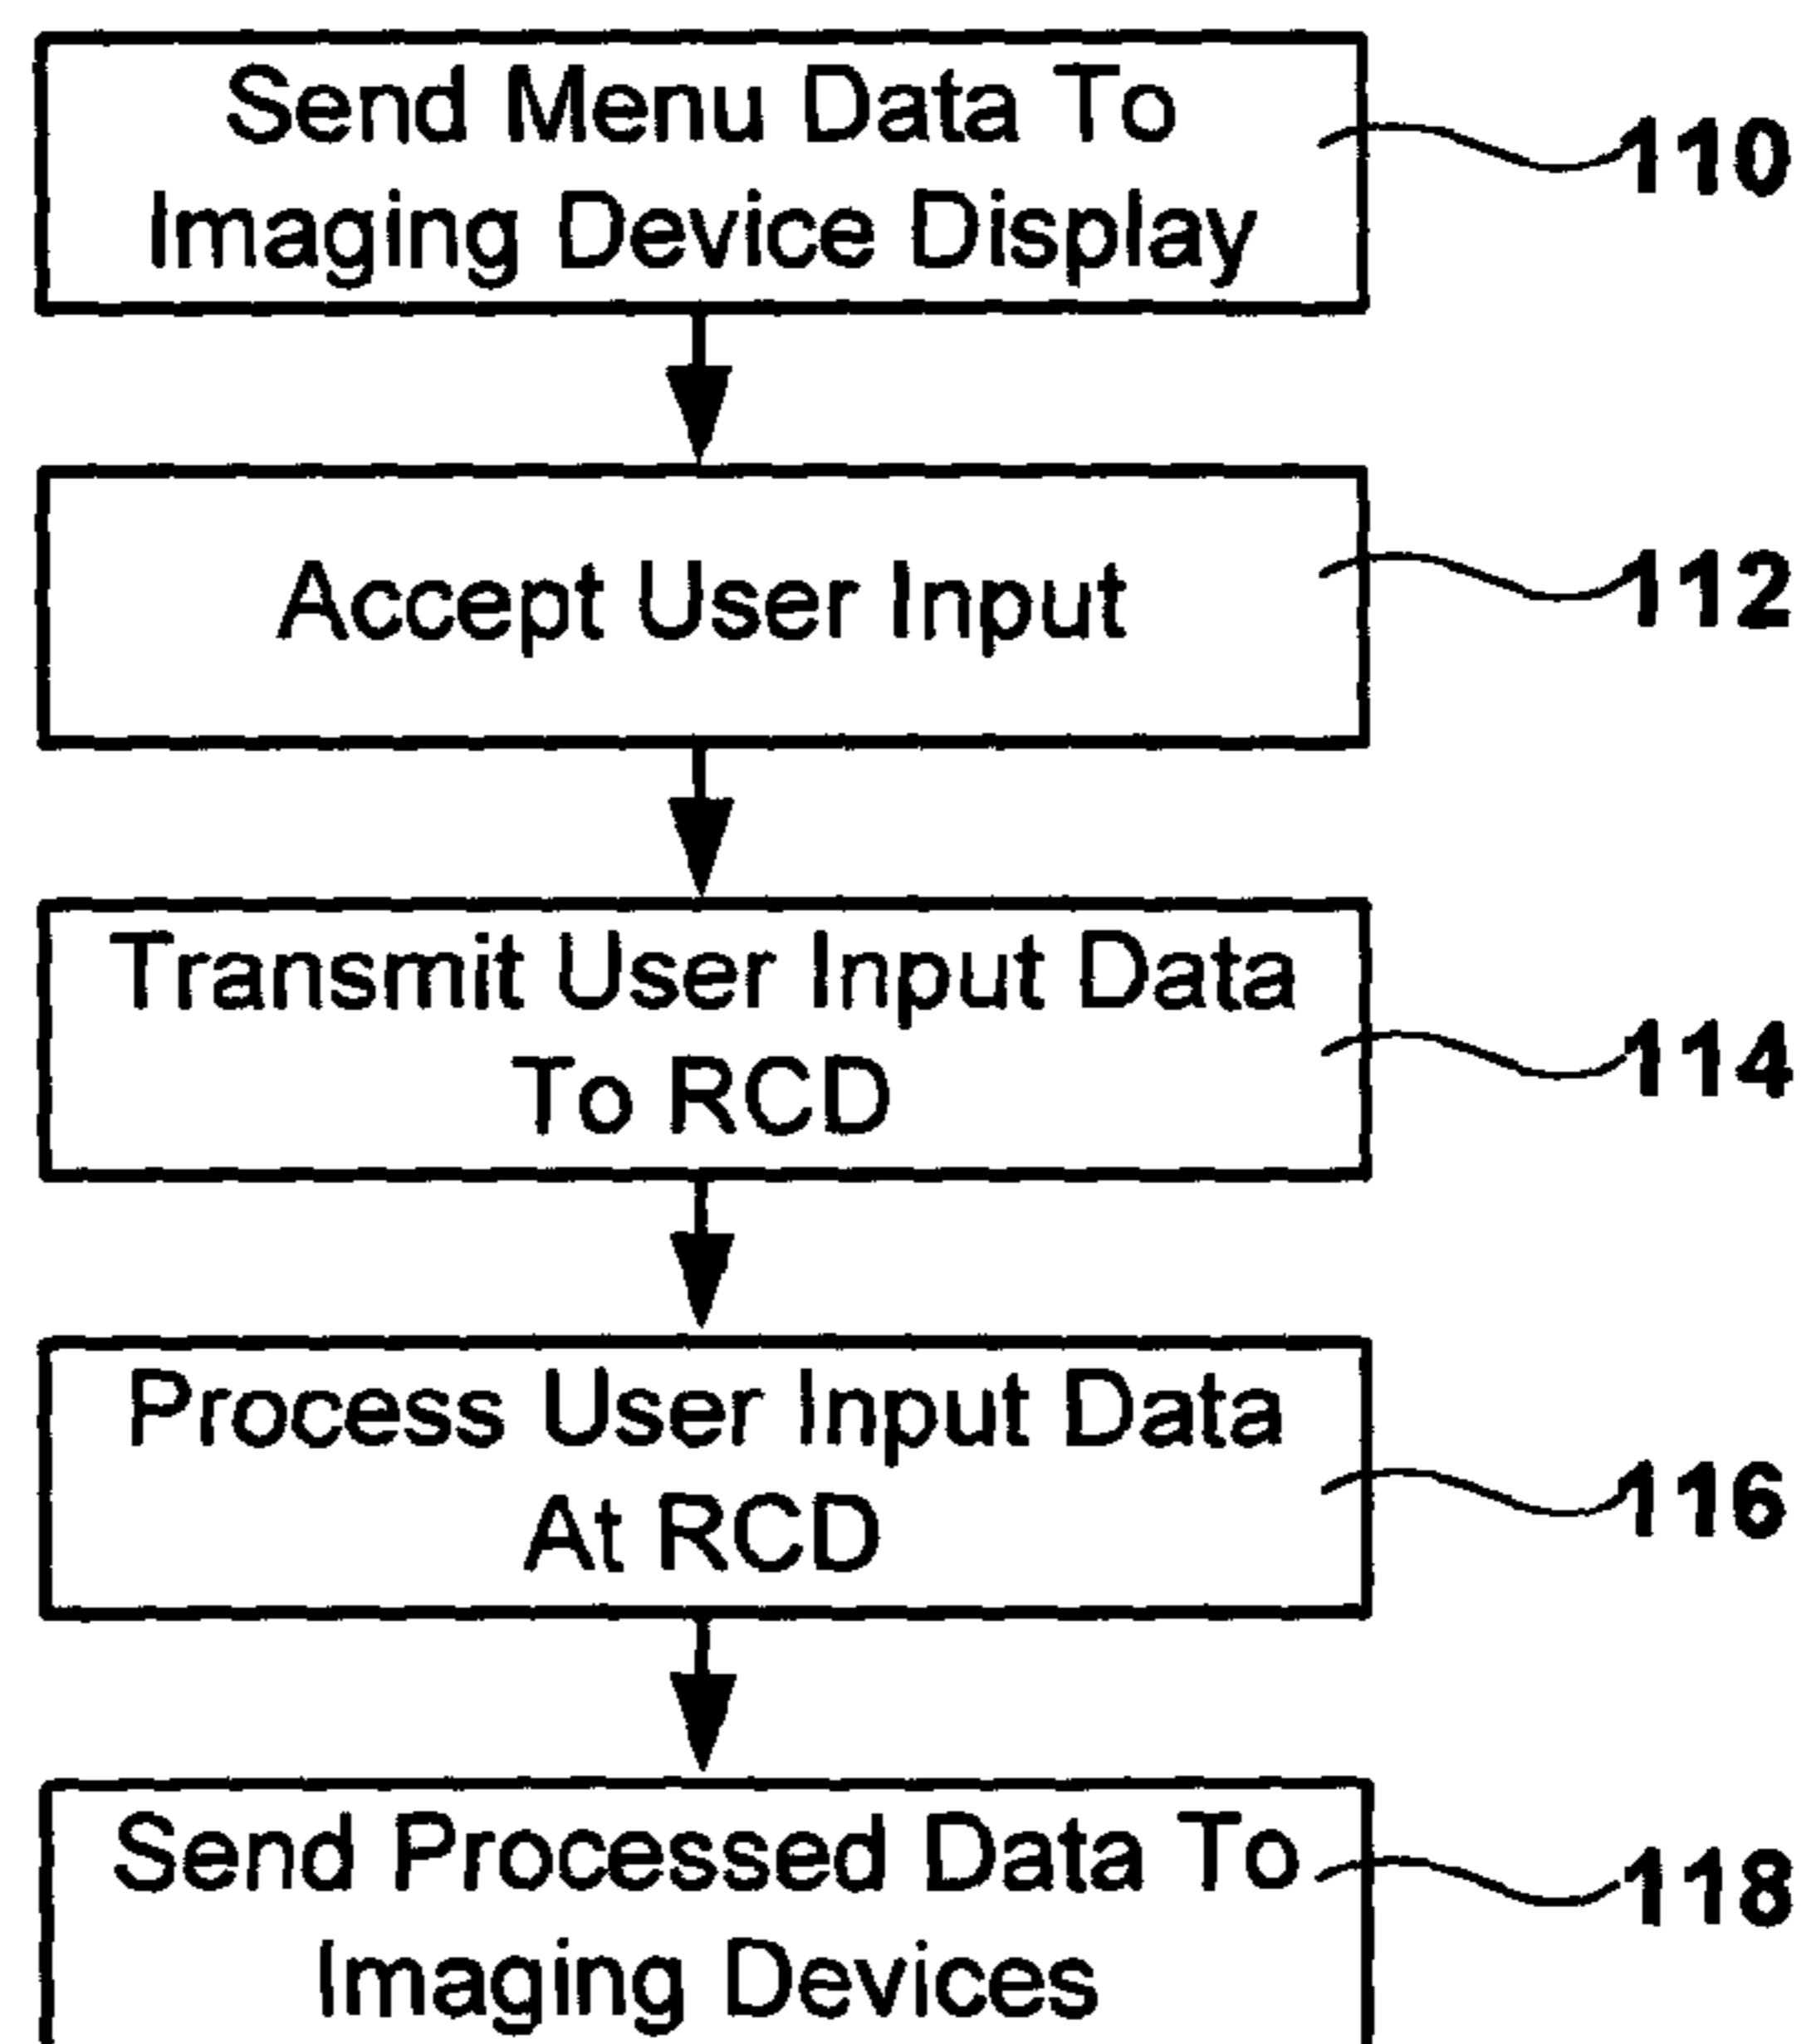 Send Menu Data To
Imaging Device Display
110
Accept User Input
112
Transmit User Input Data
To RCD
114
Process User Input Data
At RCD
116
Send Processed Data To
Imaging Devices
118